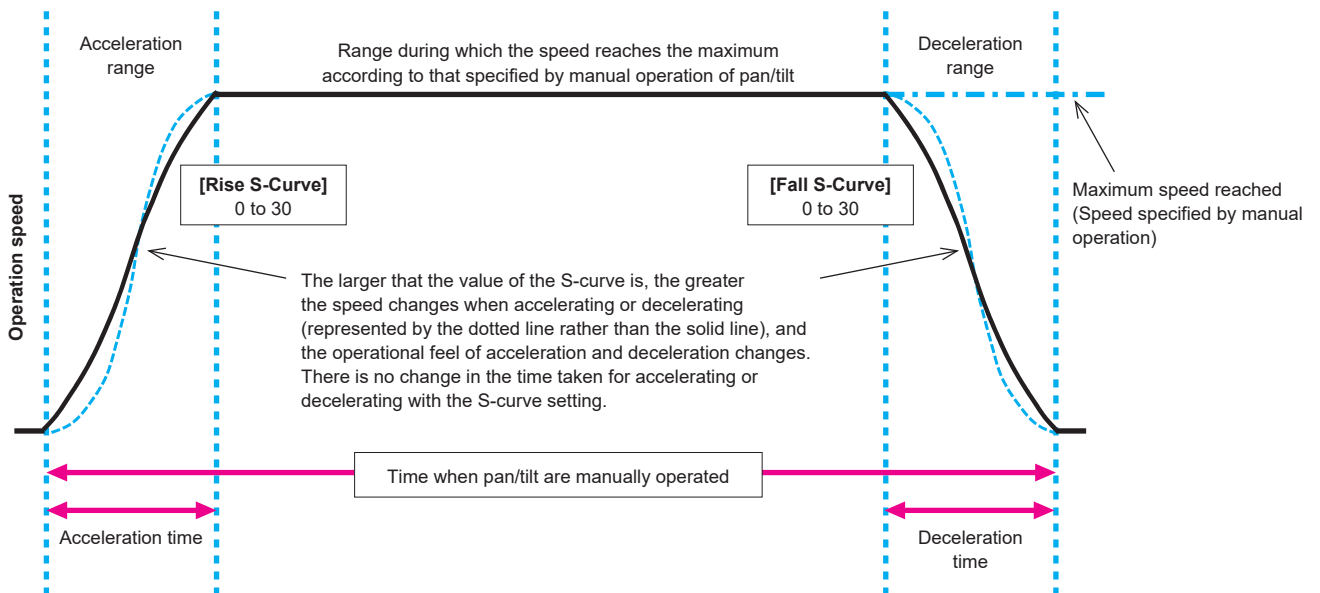 Acceleration
range
Range during which the speed reaches the maximum
according to that specified by manual operation of pan/tilt
Deceleration
range
[Rise S-Curve]
0 to 30
[Fall S-Curve]
0 to 30
Maximum speed reached
(Speed specified by manual
operation)
Operation speed
The larger that the value of the S-curve is, the greater
the speed changes when accelerating or decelerating
(represented by the dotted line rather than the solid line), and
the operational feel of acceleration and deceleration changes.
There is no change in the time taken for accelerating or
decelerating with the S-curve setting.
Time when pan/tilt are manually operated
Acceleration time
Deceleration
time